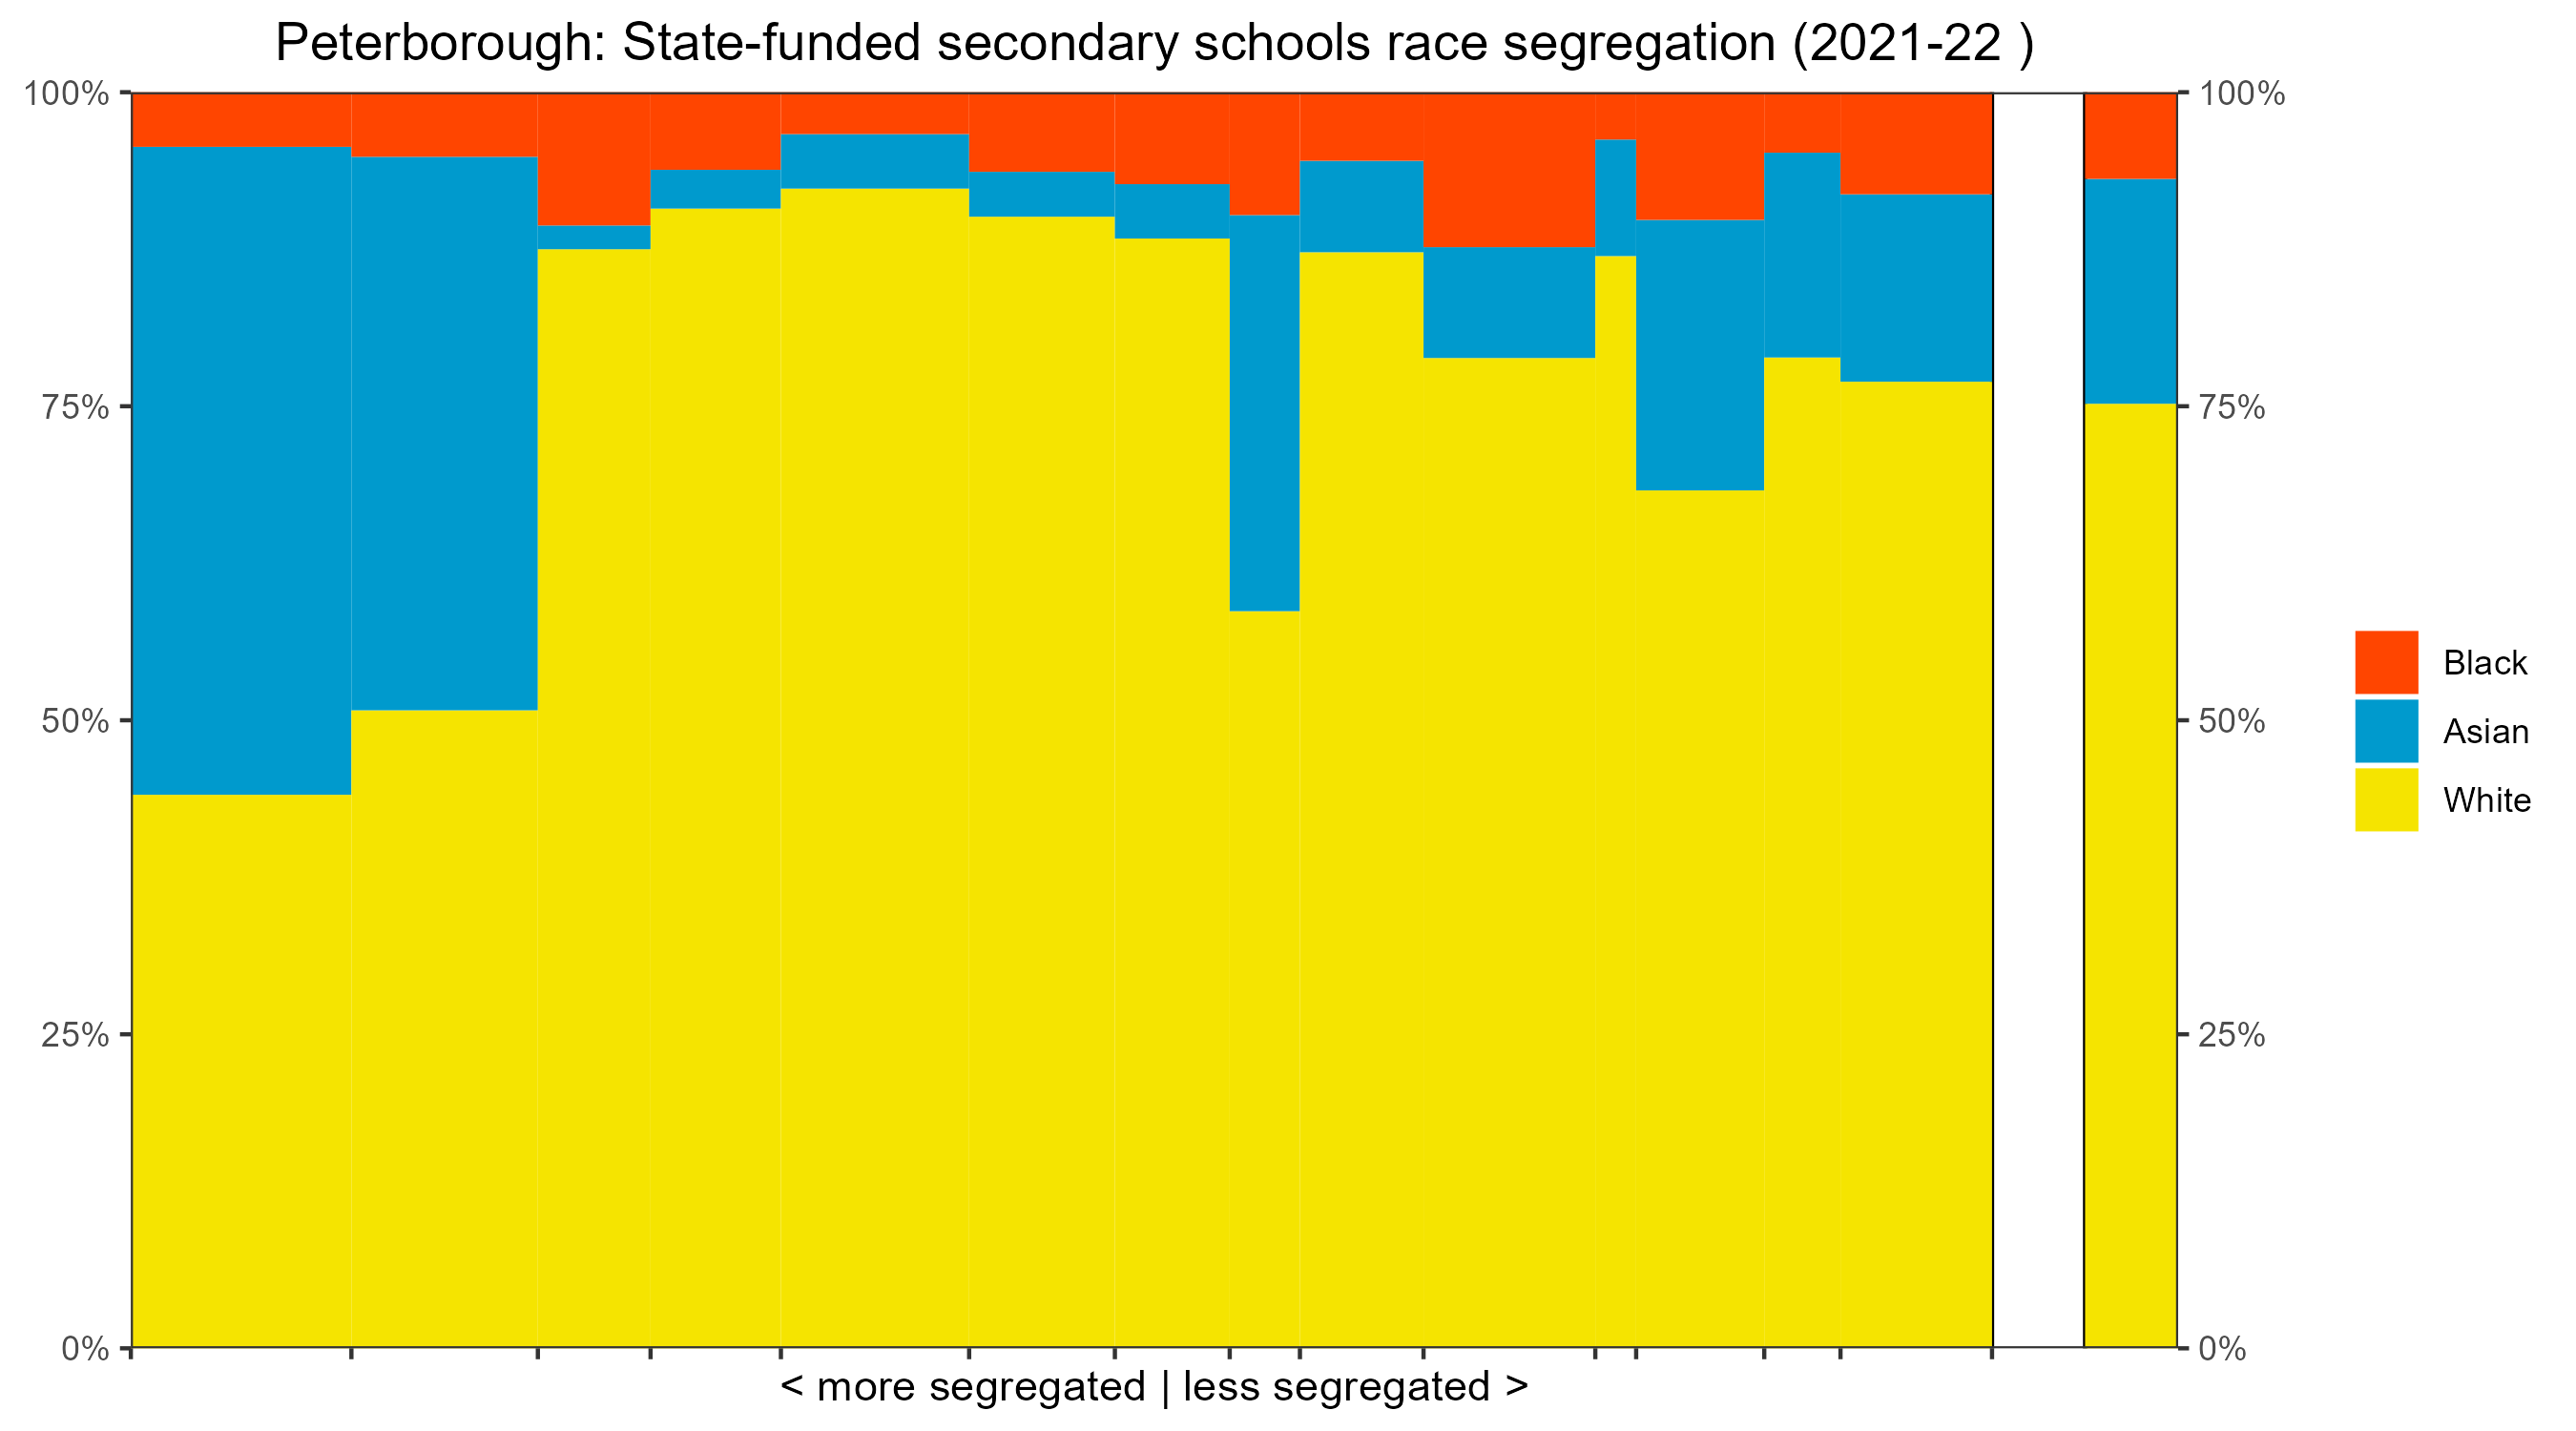 Peterborough: State-funded secondary schools race segregation (2021-22 )
100%
75%
50%
25%
0%
100%
75%
50%
25%
0%
Black
Asian
White
< more segregated | less segregated >